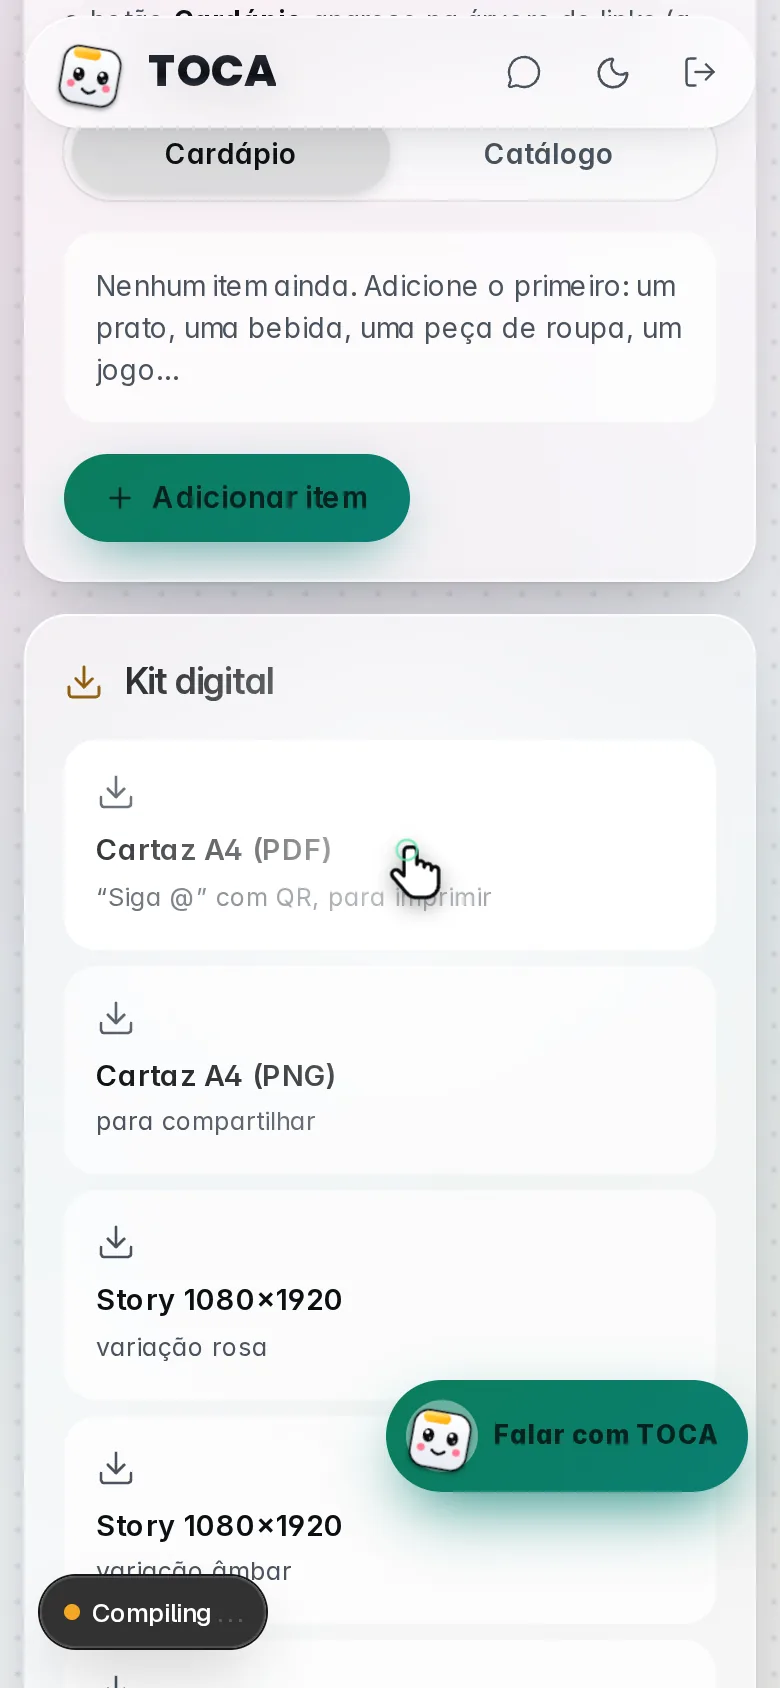 TOCA
Cardápio
Catálogo
Nenhum item ainda. Adicione o primeiro: um
prato, uma bebida, uma peça de roupa, um
jogo...
+ Adicionar item
Kit digital
Cartaz A4 (PDF)
“Siga @” com QR, para imprimir
Cartaz A4 (PNG)
para compartilhar
Story 1080×1920
variação rosa
Falar com TOCA
Story 1080×1920
variação âmbar
Compiling ...